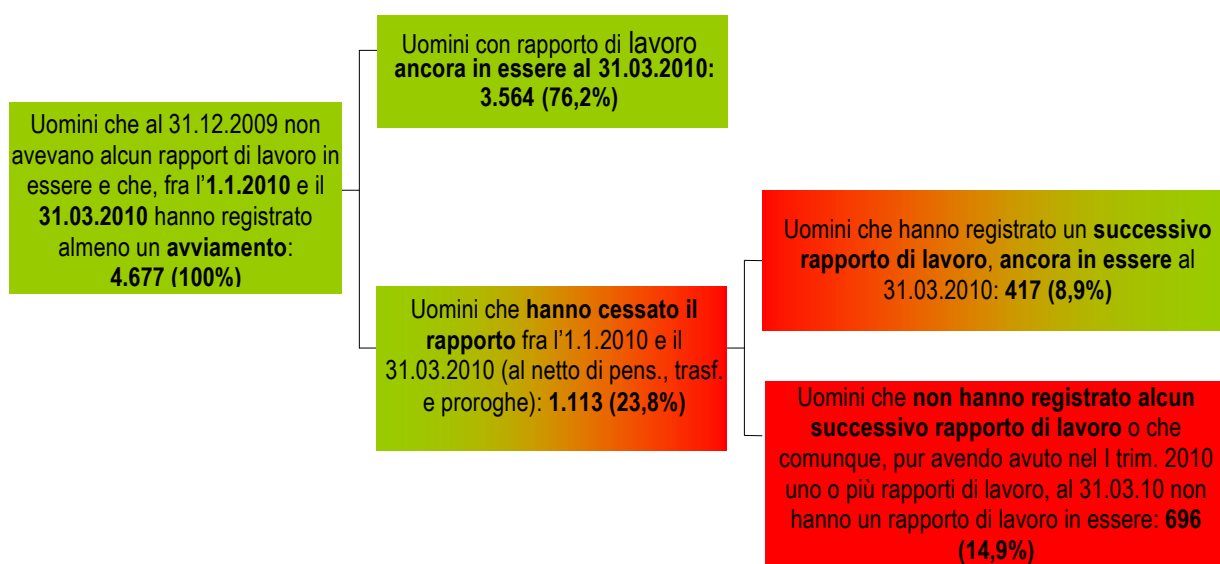 Uomini che al 31.12.2009 non
avevano alcun rapport di lavoro in
essere e che, fra l'1.1.2010 e il
31.03.2010 hanno registrato
almeno un avviamento:
4.677 (100%)
Uomini con rapporto di lavoro
ancora in essere al 31.03.2010:
3.564 (76,2%)
Uomini che hanno cessato il
rapporto fra l'1.1.2010 e il
31.03.2010 (al netto di pens., trasf.
e proroghe): 1.113 (23,8%)
Uomini che hanno registrato un successivo
rapporto di lavoro, ancora in essere al
31.03.2010: 417 (8,9%)
Uomini che non hanno registrato alcun
successivo rapporto di lavoro o che
comunque, pur avendo avuto nel I trim. 2010
uno o più rapporti di lavoro, al 31.03.10 non
hanno un rapporto di lavoro in essere: 696
(14,9%)